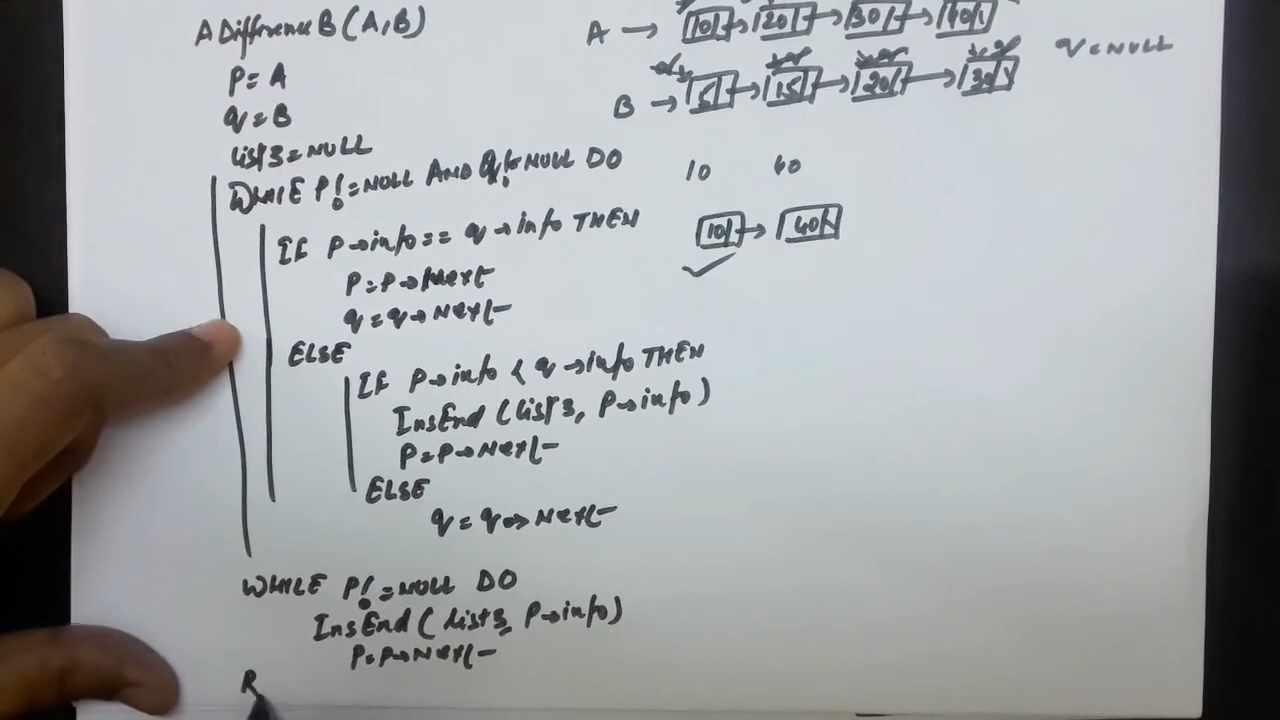 A Difference B (A,B)
P = A
q = B
list3 = NULL
WHILE P != NULL AND q != NULL DO
IF P→info == q→info THEN
P = P→Next
q = q→Next
ELSE
IF P→info < q→info THEN
InsEnd (list3, P→info)
P = P→Next
ELSE
q = q→Next
WHILE P != NULL DO
InsEnd ( list3, P→info)
P = P→Next
R
A → 10 → 20 → 30 → 40
B → 5 → 15 → 20 → 30
q = NULL
10 40
10 → 40